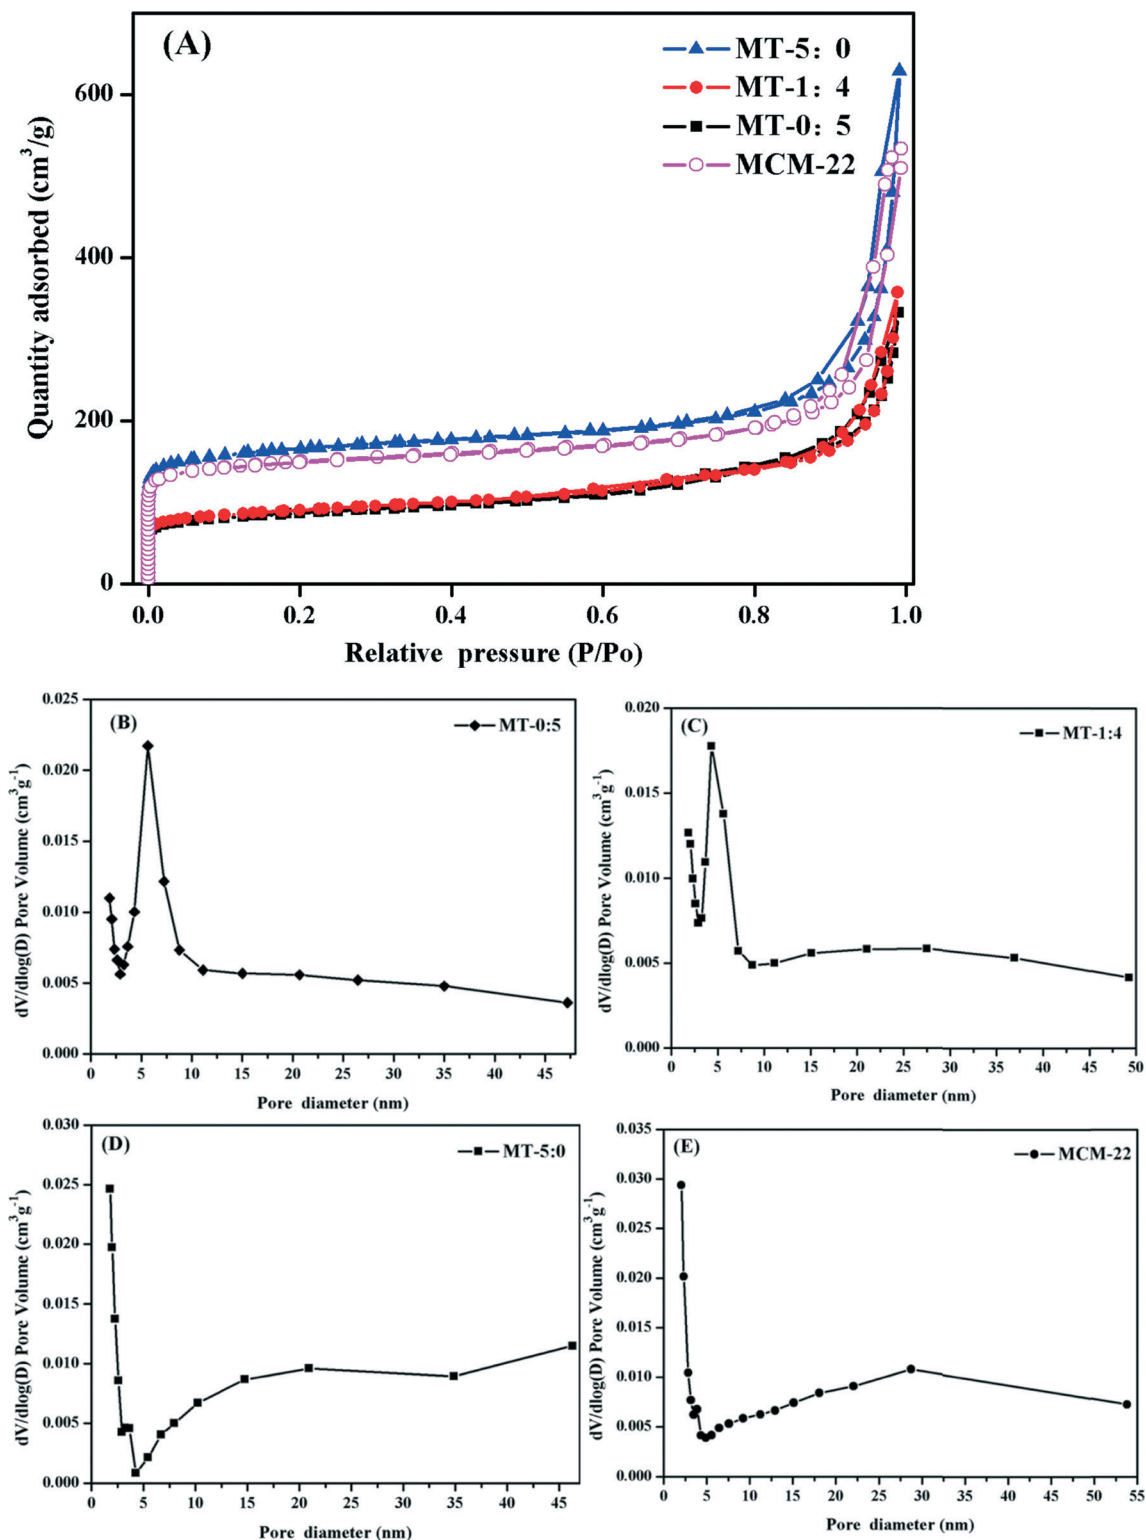 (A)
MT-5: 0
MT-1: 4
MT-0: 5
MCM-22
Quantity adsorbed (cm³/g)
600
400
200
0
0.0 0.2 0.4 0.6 0.8 1.0
Relative pressure (P/Po)
(B)
MT-0:5
dV/dlog(D) Pore Volume (cm³g⁻¹)
0.025
0.020
0.015
0.010
0.005
0.000
0 5 10 15 20 25 30 35 40 45
Pore diameter (nm)
(C)
MT-1:4
dV/dlog(D) Pore Volume (cm³g⁻¹)
0.020
0.015
0.010
0.005
0.000
0 5 10 15 20 25 30 35 40 45 50
Pore diameter (nm)
(D)
MT-5:0
dV/dlog(D) Pore Volume (cm³g⁻¹)
0.030
0.025
0.020
0.015
0.010
0.005
0.000
0 5 10 15 20 25 30 35 40 45
Pore diameter (nm)
(E)
MCM-22
dV/dlog(D) Pore Volume (cm³g⁻¹)
0.035
0.030
0.025
0.020
0.015
0.010
0.005
0.000
0 5 10 15 20 25 30 35 40 45 50 55
Pore diameter (nm)